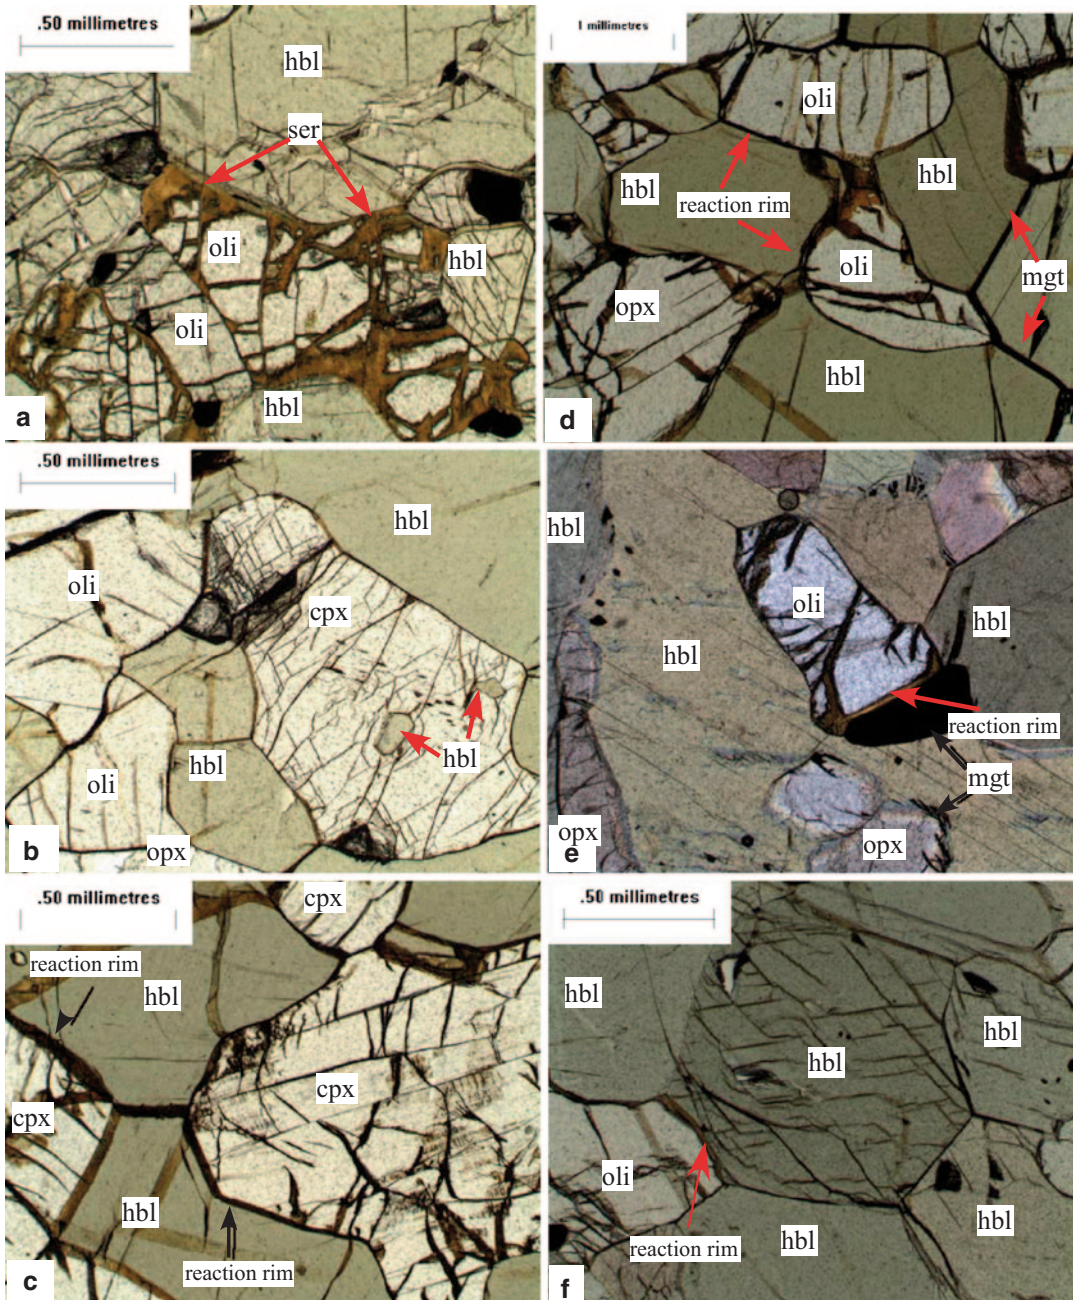 .50 millimetres
hbl
ser
oli
hbl
oli
hbl
a
1 millimetres
oli
hbl
hbl
reaction rim
oli
mgt
opx
hbl
d
.50 millimetres
hbl
oli
cpx
hbl
hbl
oli
opx
b
hbl
oli
hbl
hbl
reaction rim
mgt
opx
opx
e
.50 millimetres
cpx
reaction rim
hbl
cpx
cpx
hbl
reaction rim
c
.50 millimetres
hbl
hbl
hbl
oli
hbl
reaction rim
hbl
f